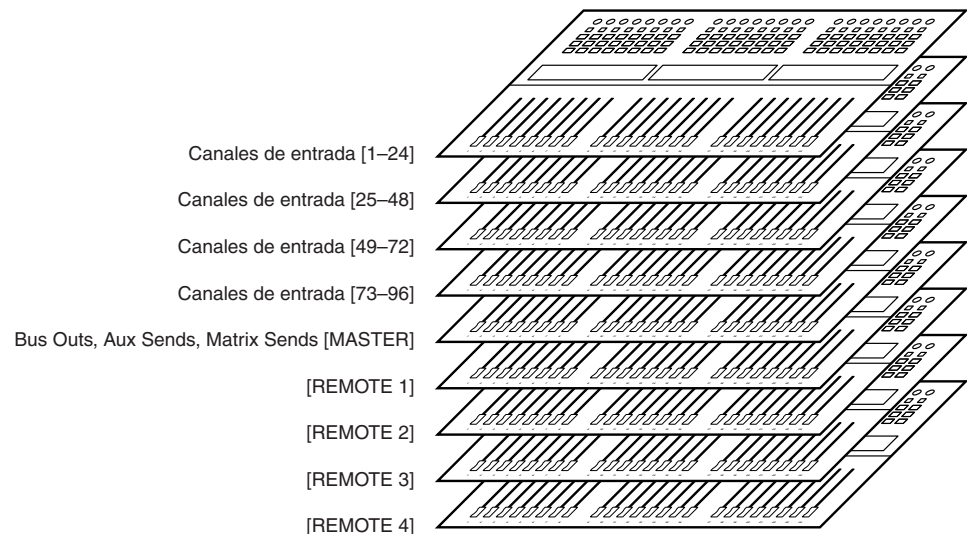 Canales de entrada [1–24]
Canales de entrada [25–48]
Canales de entrada [49–72]
Canales de entrada [73–96]
Bus Outs, Aux Sends, Matrix Sends [MASTER]
[REMOTE 1]
[REMOTE 2]
[REMOTE 3]
[REMOTE 4]